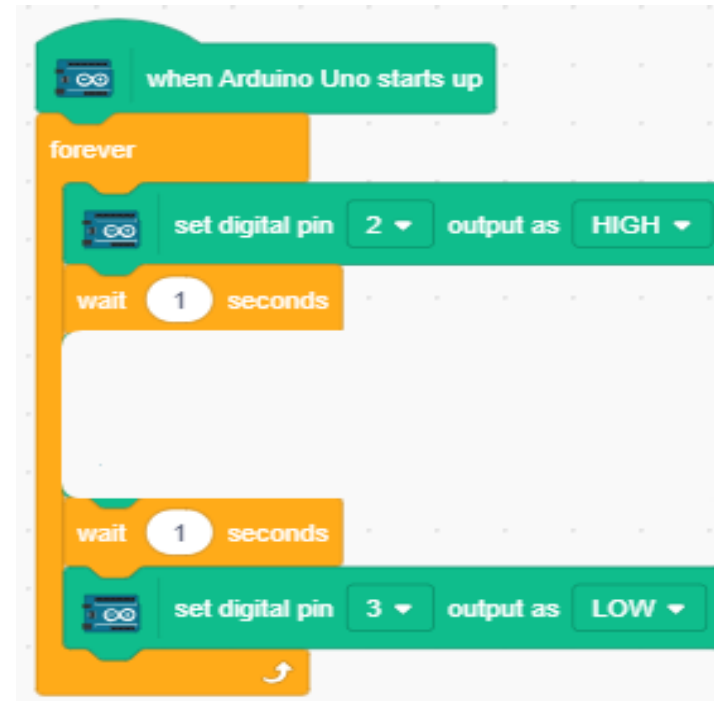 when Arduino Uno starts up
forever
set digital pin 2 output as HIGH
wait 1 seconds
wait 1 seconds
set digital pin 3 output as LOW